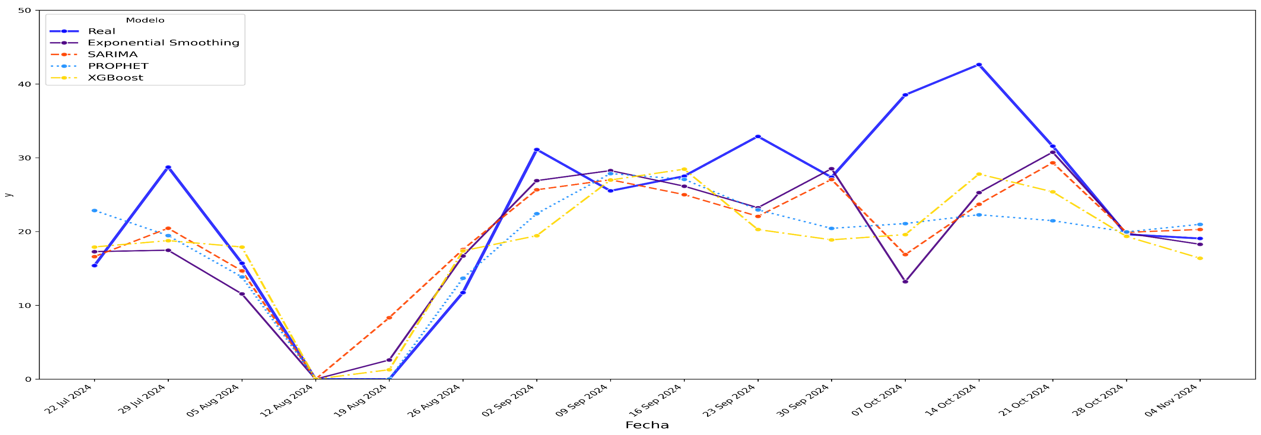 50
Modelo
Real
Exponential Smoothing
SARIMA
PROPHET
XGBoost
40
30
y
20
10
0
22 Jul 2024
29 Jul 2024
05 Aug 2024
12 Aug 2024
19 Aug 2024
26 Aug 2024
02 Sep 2024
09 Sep 2024
16 Sep 2024
23 Sep 2024
30 Sep 2024
07 Oct 2024
14 Oct 2024
21 Oct 2024
28 Oct 2024
04 Nov 2024
Fecha